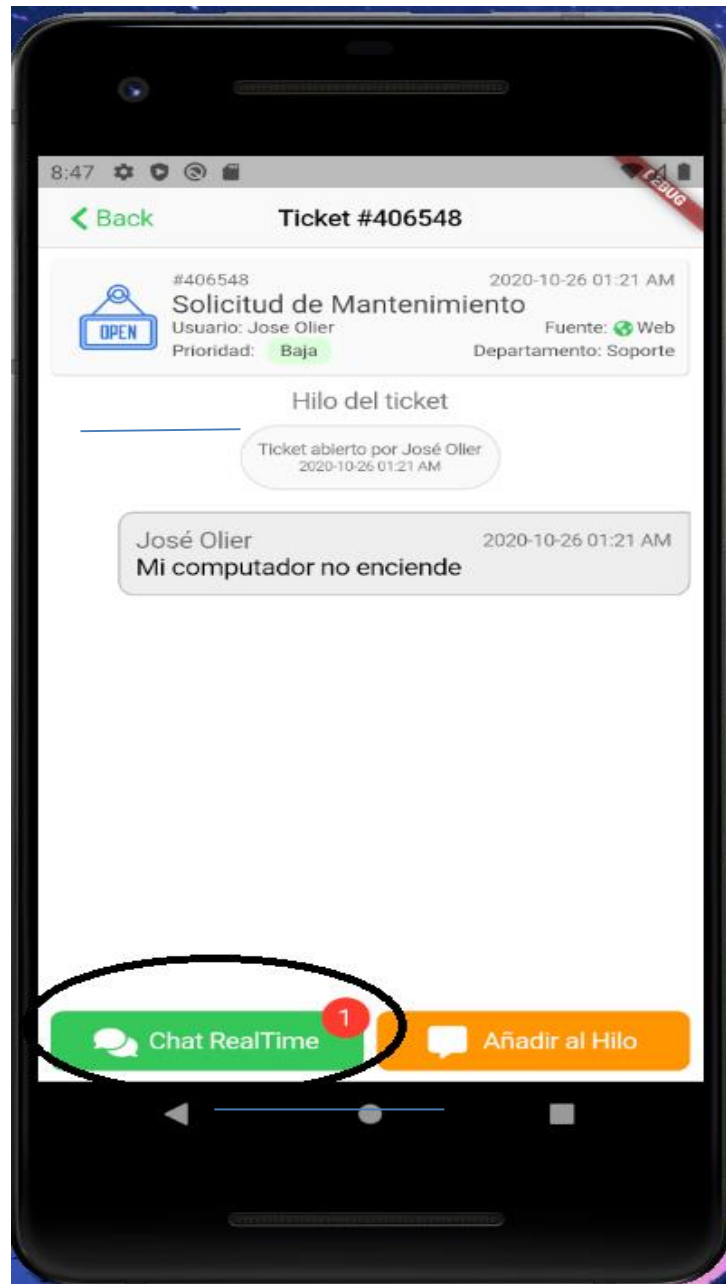 8:47
DEBUG
Back
Ticket #406548
#406548 2020-10-26 01:21 AM
Solicitud de Mantenimiento
OPEN
Usuario: Jose Olier Fuente: Web
Prioridad: Baja Departamento: Soporte
Hilo del ticket
Ticket abierto por José Olier
2020-10-26 01:21 AM
José Olier 2020-10-26 01:21 AM
Mi computador no enciende
1
Chat RealTime Añadir al Hilo